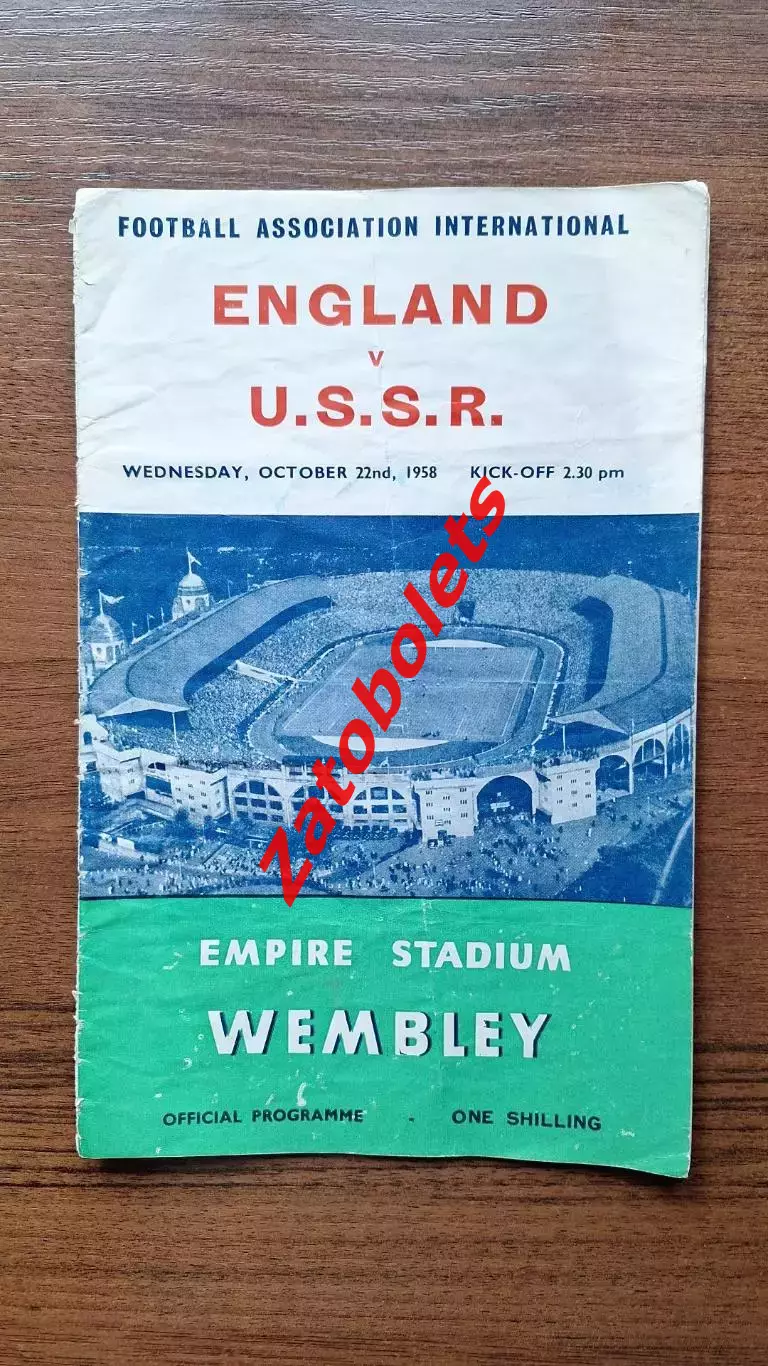 FOOTBALL ASSOCIATION INTERNATIONAL
ENGLAND
v
U.S.S.R.
WEDNESDAY, OCTOBER 22nd, 1958 KICK-OFF 2.30 pm
Zatobolets
EMPIRE STADIUM
WEMBLEY
OFFICIAL PROGRAMME - ONE SHILLING